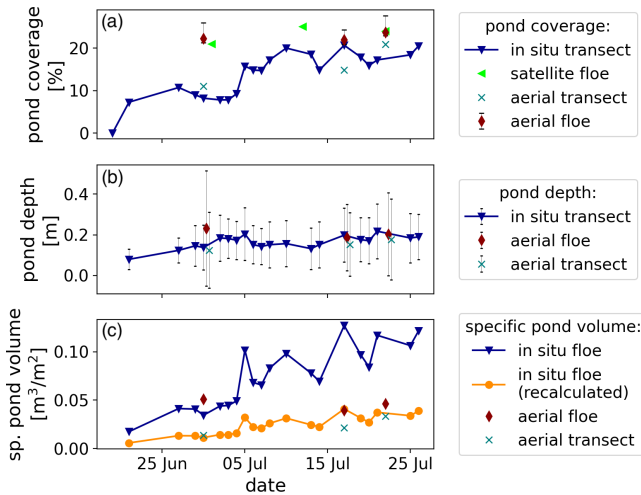 (a)
pond coverage
[%]
20
10
0
pond coverage:
in situ transect
satellite floe
aerial transect
aerial floe
(b)
pond depth
[m]
0.4
0.2
0.0
pond depth:
in situ transect
aerial floe
aerial transect
(c)
sp. pond volume
[m³/m²]
0.10
0.05
0.00
specific pond volume:
in situ floe
in situ floe
(recalculated)
aerial floe
aerial transect
25 Jun 05 Jul 15 Jul 25 Jul
date